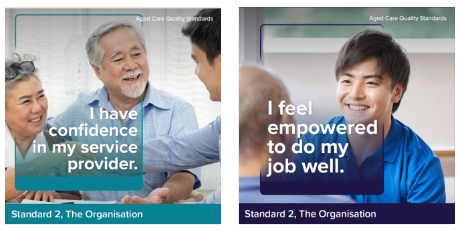 Aged Care Quality Standards
I have
confidence
in my service
provider.
Standard 2, The Organisation
Aged Care Quality Standards
I feel
empowered
to do my
job well.
Standard 2, The Organisation